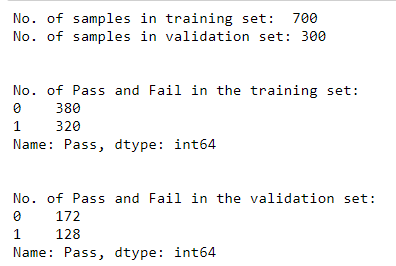 No. of samples in training set:  700
No. of samples in validation set: 300
No. of Pass and Fail in the training set:
0    380
1    320
Name: Pass, dtype: int64
No. of Pass and Fail in the validation set:
0    172
1    128
Name: Pass, dtype: int64